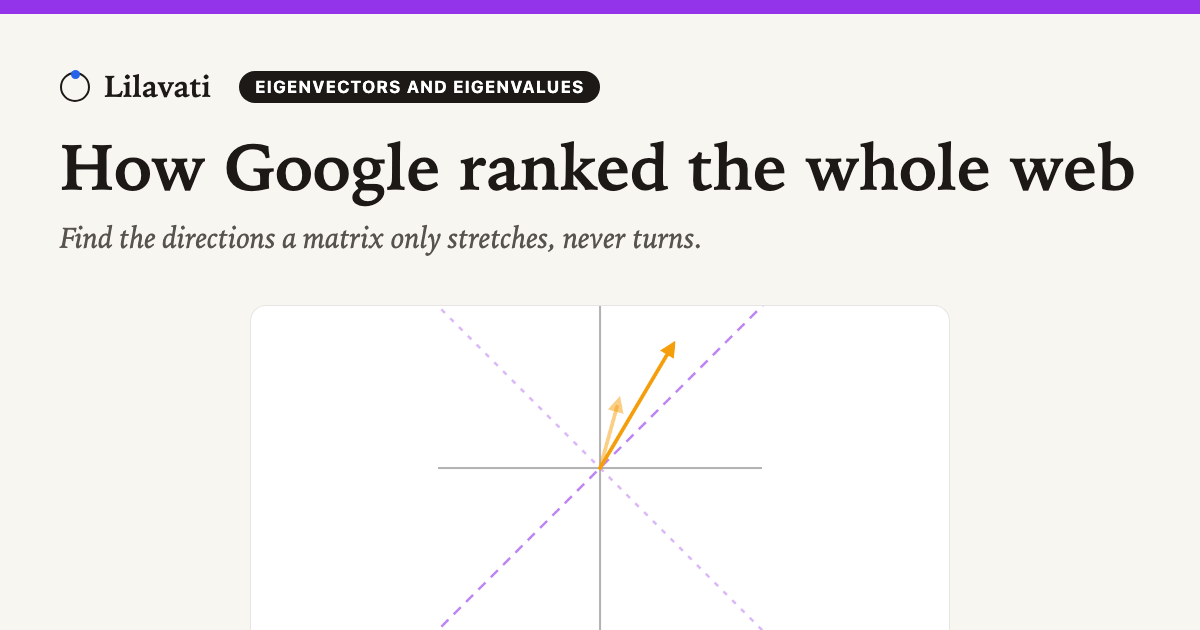 Lilavati
EIGENVECTORS AND EIGENVALUES
How Google ranked the whole web
Find the directions a matrix only stretches, never turns.